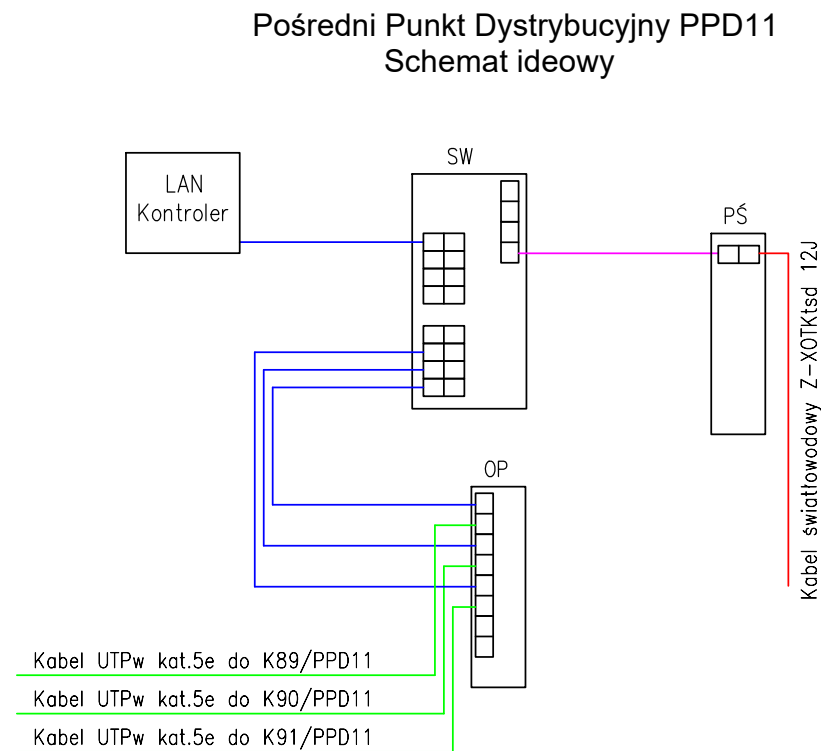 Pośredni Punkt Dystrybucyjny PPD11
Schemat ideowy
SW
LAN
Kontroler
PŚ
Kabel światłowodowy Z-XOTKtsd 12J
OP
Kabel UTPw kat.5e do K89/PPD11
Kabel UTPw kat.5e do K90/PPD11
Kabel UTPw kat.5e do K91/PPD11